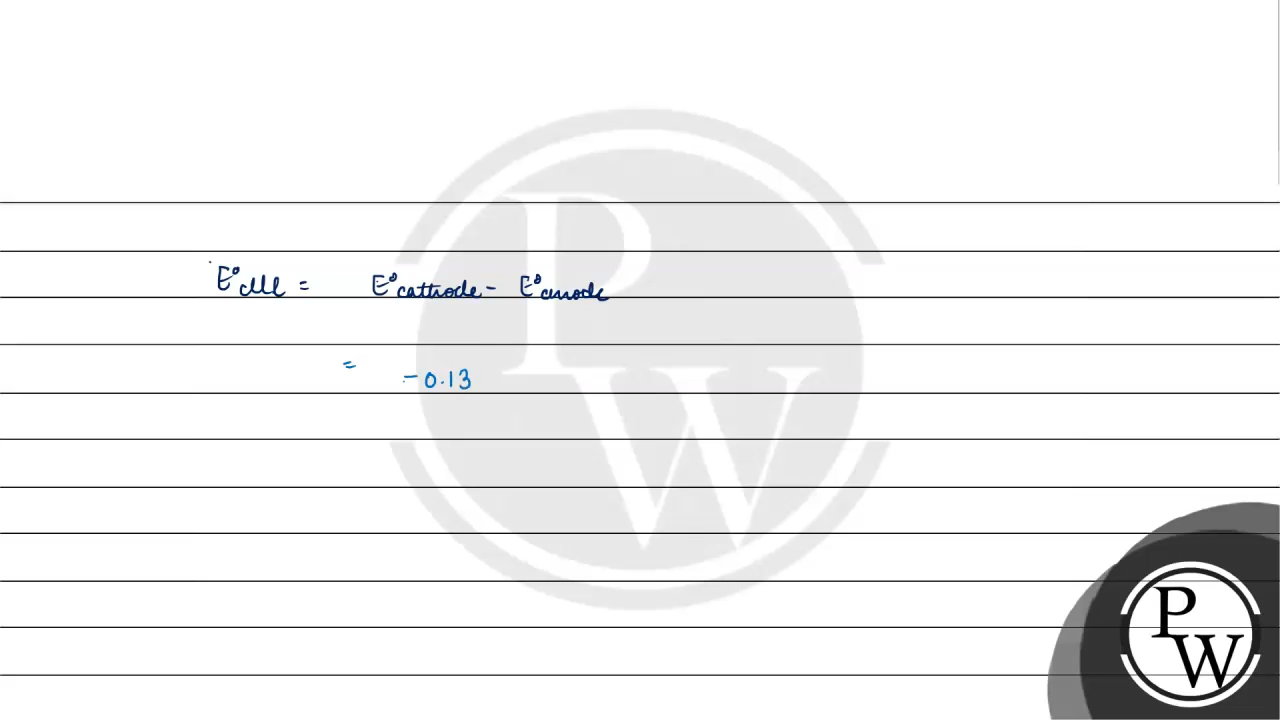 E°cell = E°cathode - E°anode
= -0.13
P
W
P
W